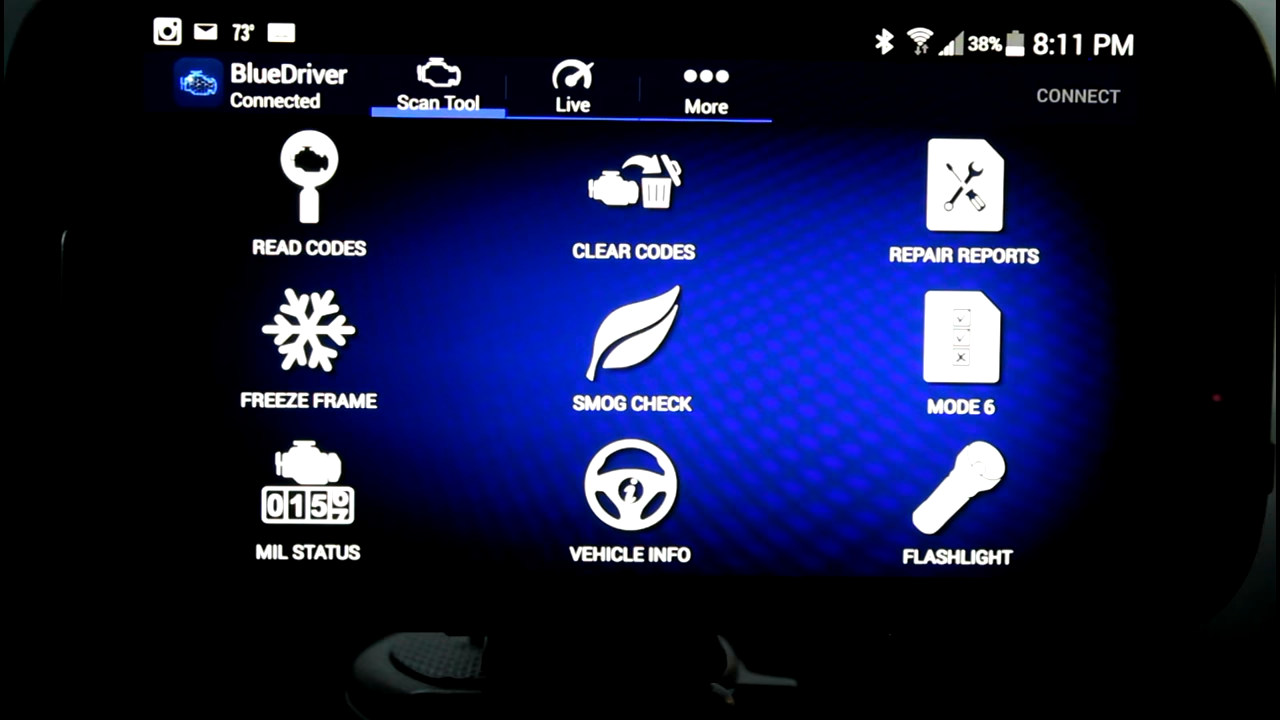 73°
38%
8:11 PM
BlueDriver
Connected
Scan Tool
Live
More
CONNECT
READ CODES
CLEAR CODES
REPAIR REPORTS
FREEZE FRAME
SMOG CHECK
MODE 6
015
MIL STATUS
i
VEHICLE INFO
FLASHLIGHT